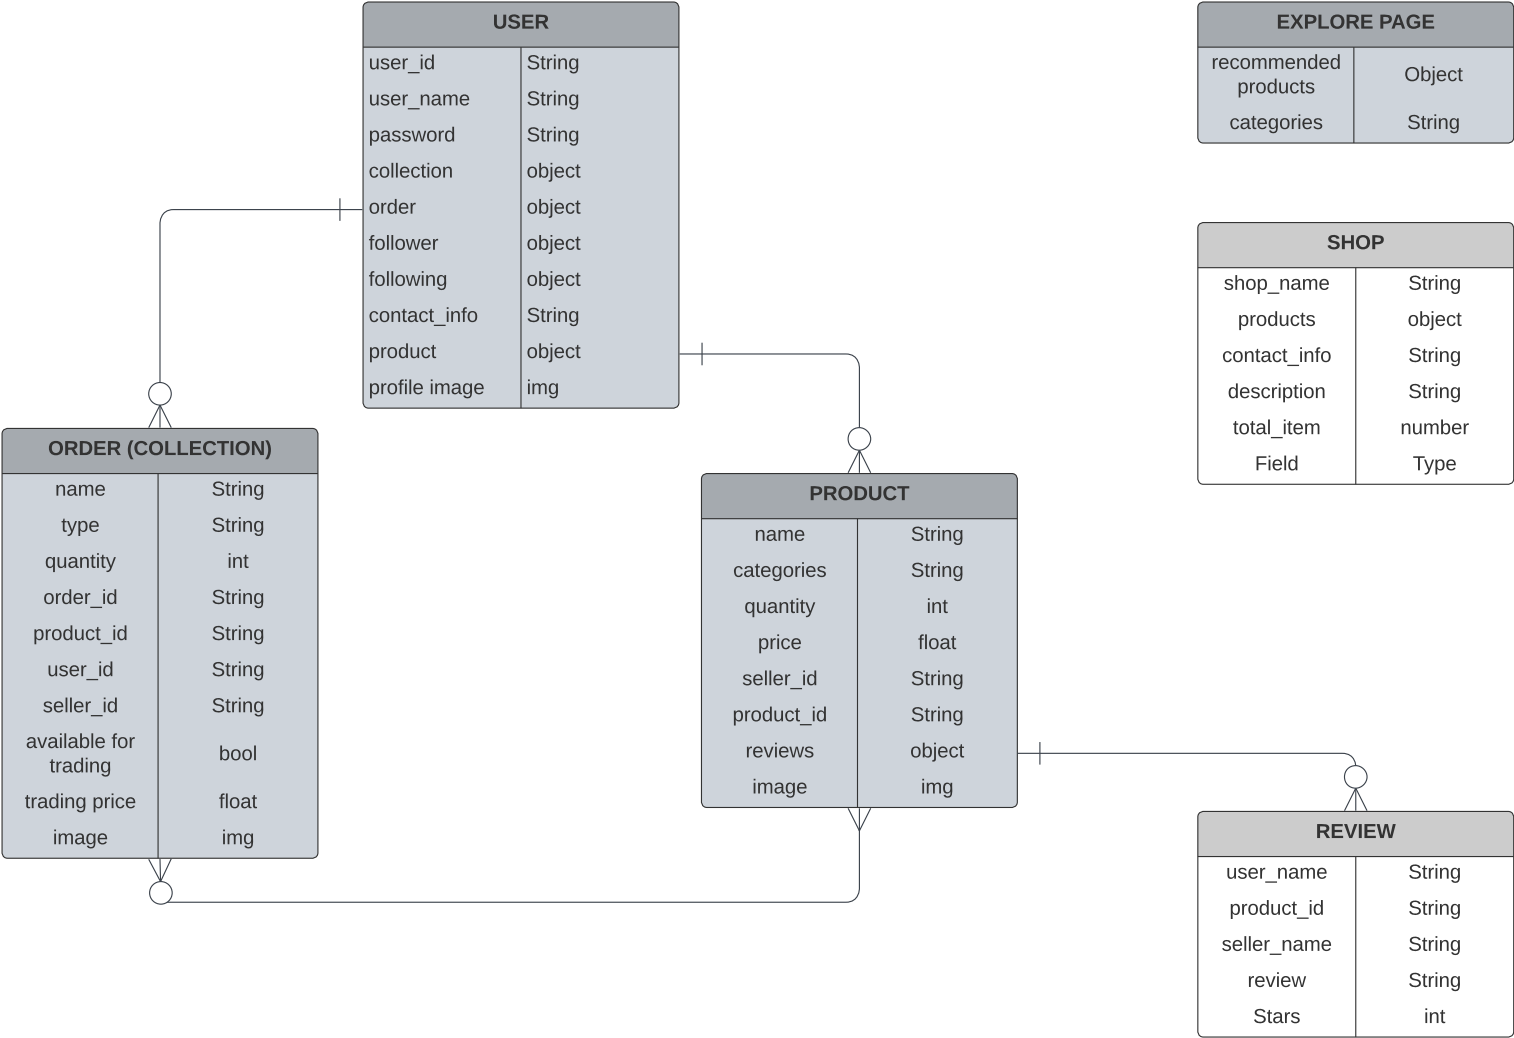 USER
user_id String
user_name String
password String
collection object
order object
follower object
following object
contact_info String
product object
profile image img
EXPLORE PAGE
recommended
products Object
categories String
SHOP
shop_name String
products object
contact_info String
description String
total_item number
Field Type
ORDER (COLLECTION)
name String
type String
quantity int
order_id String
product_id String
user_id String
seller_id String
available for
trading bool
trading price float
image img
PRODUCT
name String
categories String
quantity int
price float
seller_id String
product_id String
reviews object
image img
REVIEW
user_name String
product_id String
seller_name String
review String
Stars int